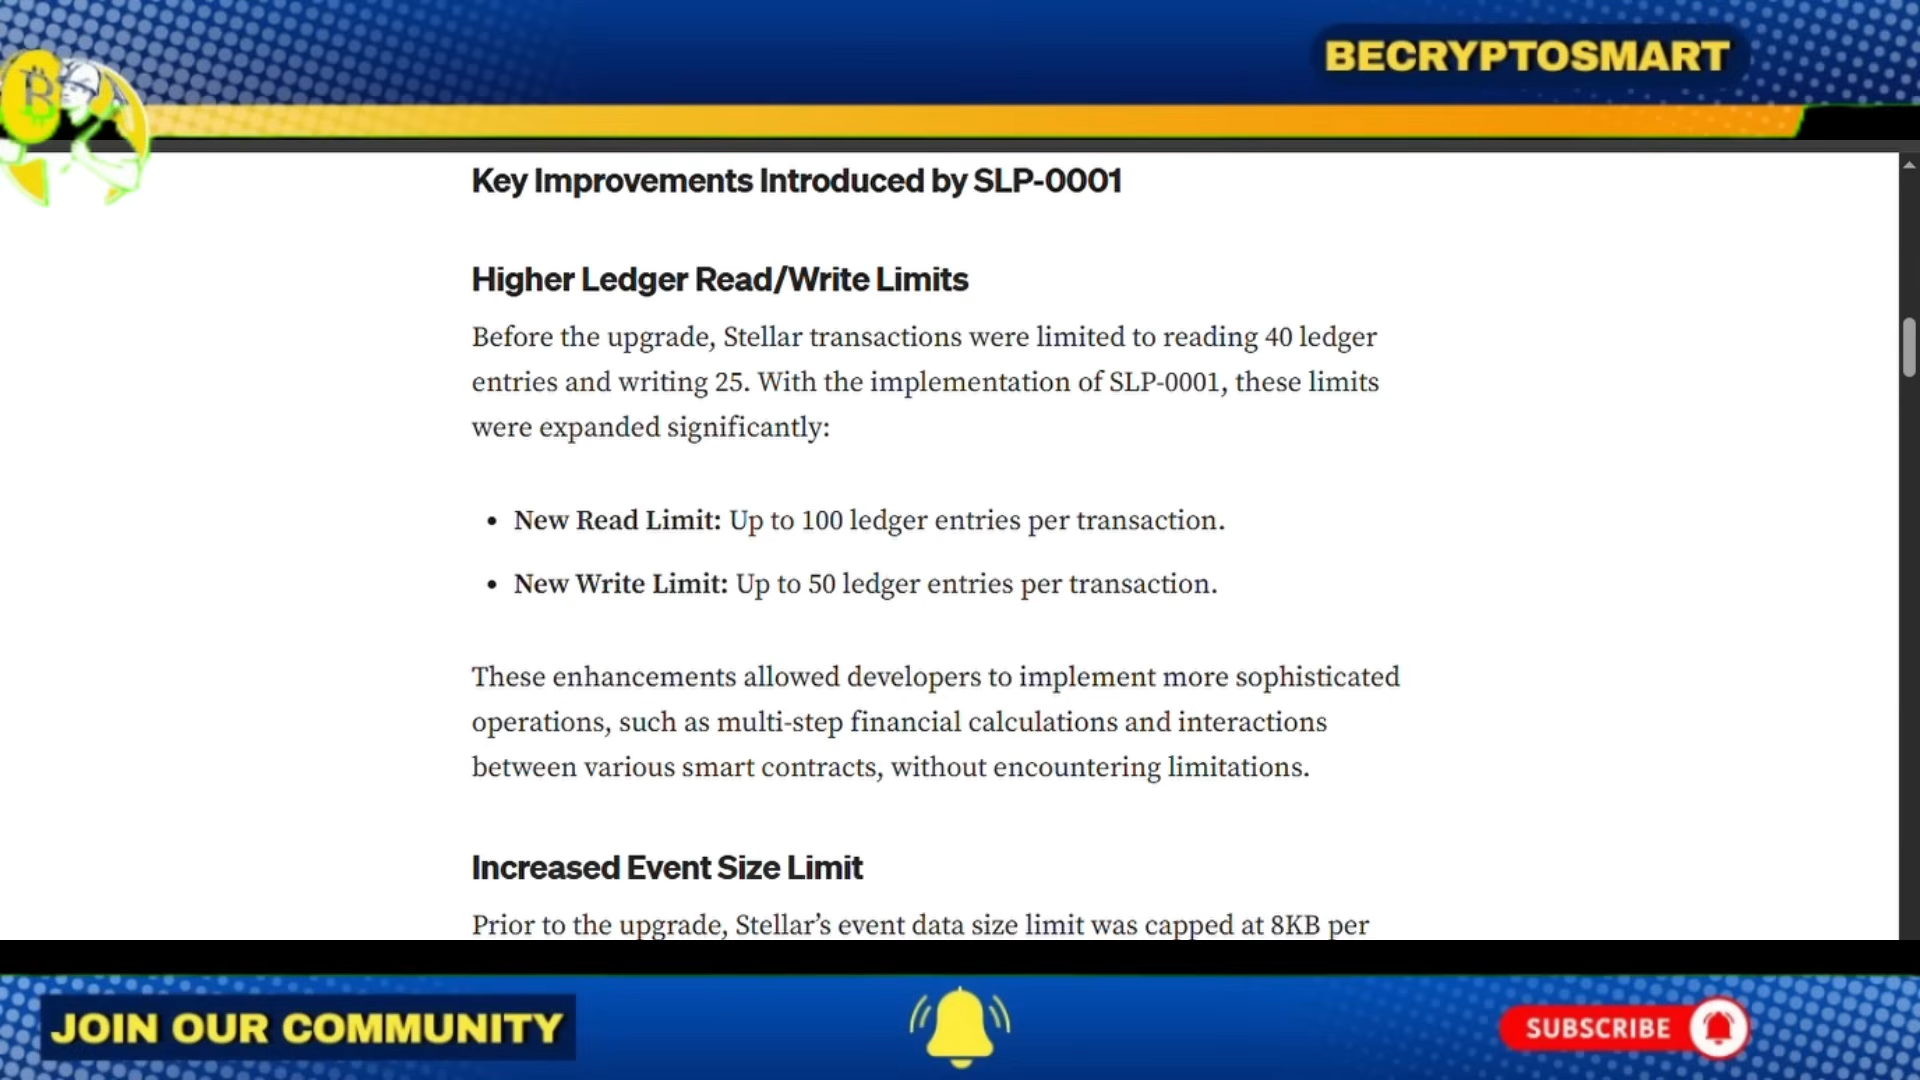 BECRYPTOSMART
Key Improvements Introduced by SLP-0001
Higher Ledger Read/Write Limits
Before the upgrade, Stellar transactions were limited to reading 40 ledger
entries and writing 25. With the implementation of SLP-0001, these limits
were expanded significantly:
• New Read Limit: Up to 100 ledger entries per transaction.
• New Write Limit: Up to 50 ledger entries per transaction.
These enhancements allowed developers to implement more sophisticated
operations, such as multi-step financial calculations and interactions
between various smart contracts, without encountering limitations.
Increased Event Size Limit
Prior to the upgrade, Stellar’s event data size limit was capped at 8KB per
JOIN OUR COMMUNITY
SUBSCRIBE